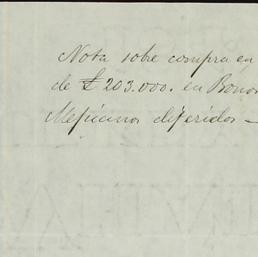 Nota sobre compra en
de £ 203.000. en Bonos
Mejicanos diferidos —